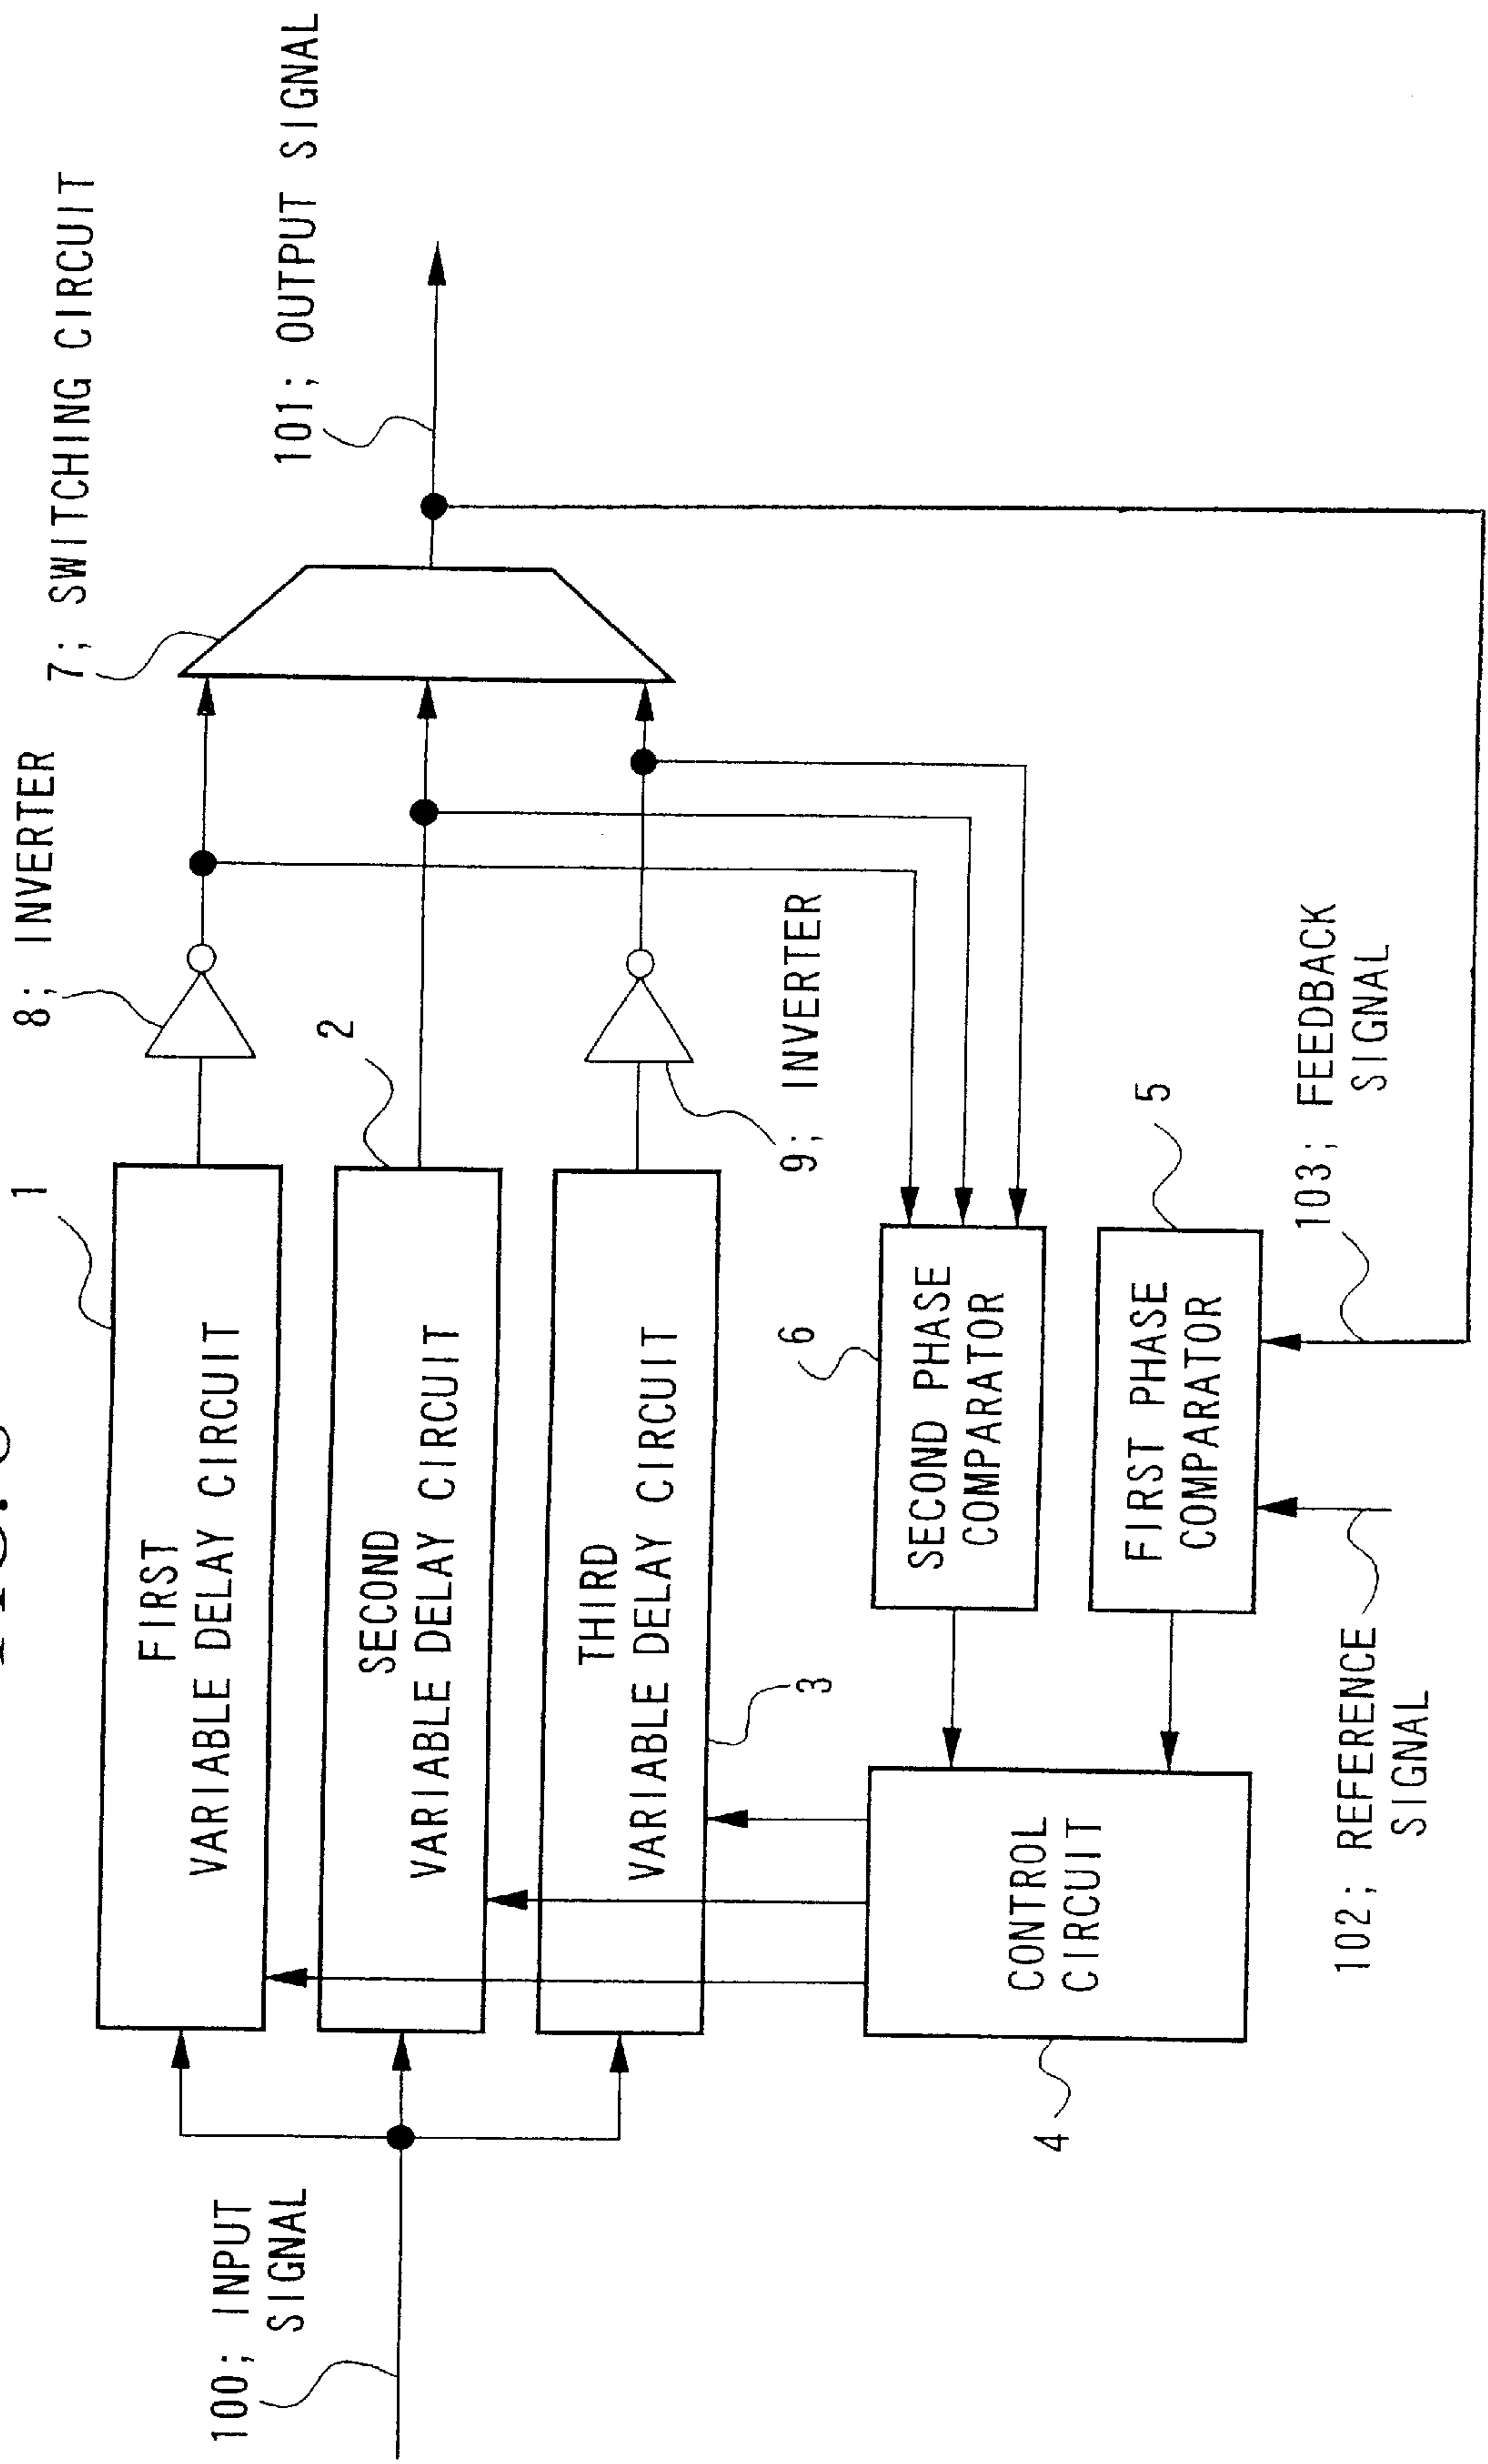 1
FIRST
VARIABLE DELAY CIRCUIT
8; INVERTER
7; SWITCHING CIRCUIT
2
SECOND
VARIABLE DELAY CIRCUIT
101; OUTPUT SIGNAL
100; INPUT
SIGNAL
THIRD
VARIABLE DELAY CIRCUIT
3
9; INVERTER
6
SECOND PHASE
COMPARATOR
CONTROL
CIRCUIT
4
5
FIRST PHASE
COMPARATOR
103; FEEDBACK
SIGNAL
102; REFERENCE
SIGNAL